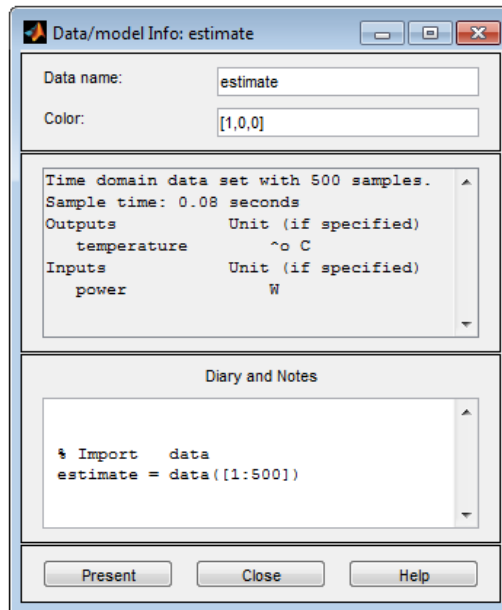 Data/model Info: estimate
Data name: estimate
Color: [1,0,0]
Time domain data set with 500 samples.
Sample time: 0.08 seconds
Outputs Unit (if specified)
temperature ^o C
Inputs Unit (if specified)
power W
Diary and Notes
% Import data
estimate = data([1:500])
Present Close Help